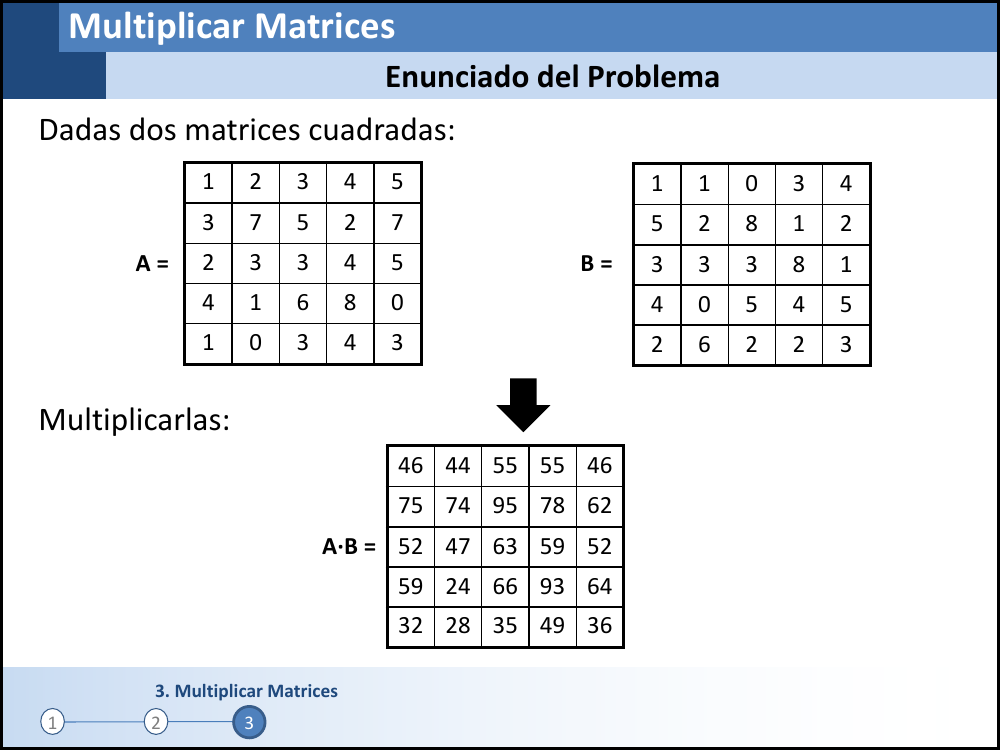 Multiplicar Matrices
Enunciado del Problema
Dadas dos matrices cuadradas:
A =
1 2 3 4 5
3 7 5 2 7
2 3 3 4 5
4 1 6 8 0
1 0 3 4 3
B =
1 1 0 3 4
5 2 8 1 2
3 3 3 8 1
4 0 5 4 5
2 6 2 2 3
Multiplicarlas:
A·B =
46 44 55 55 46
75 74 95 78 62
52 47 63 59 52
59 24 66 93 64
32 28 35 49 36
3. Multiplicar Matrices
1 2 3